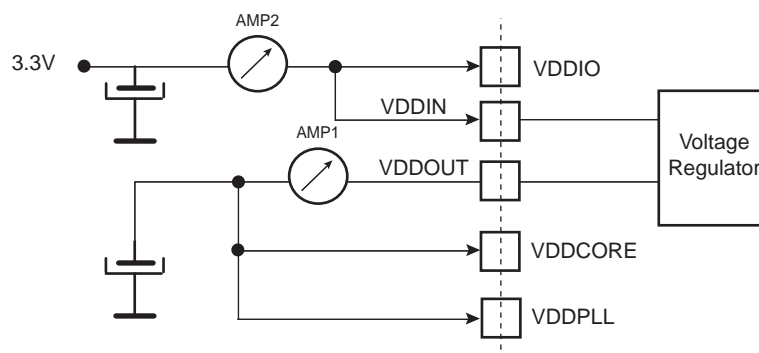 AMP2
3.3V
VDDIO
VDDIN
Voltage
Regulator
AMP1
VDDOUT
VDDCORE
VDDPLL